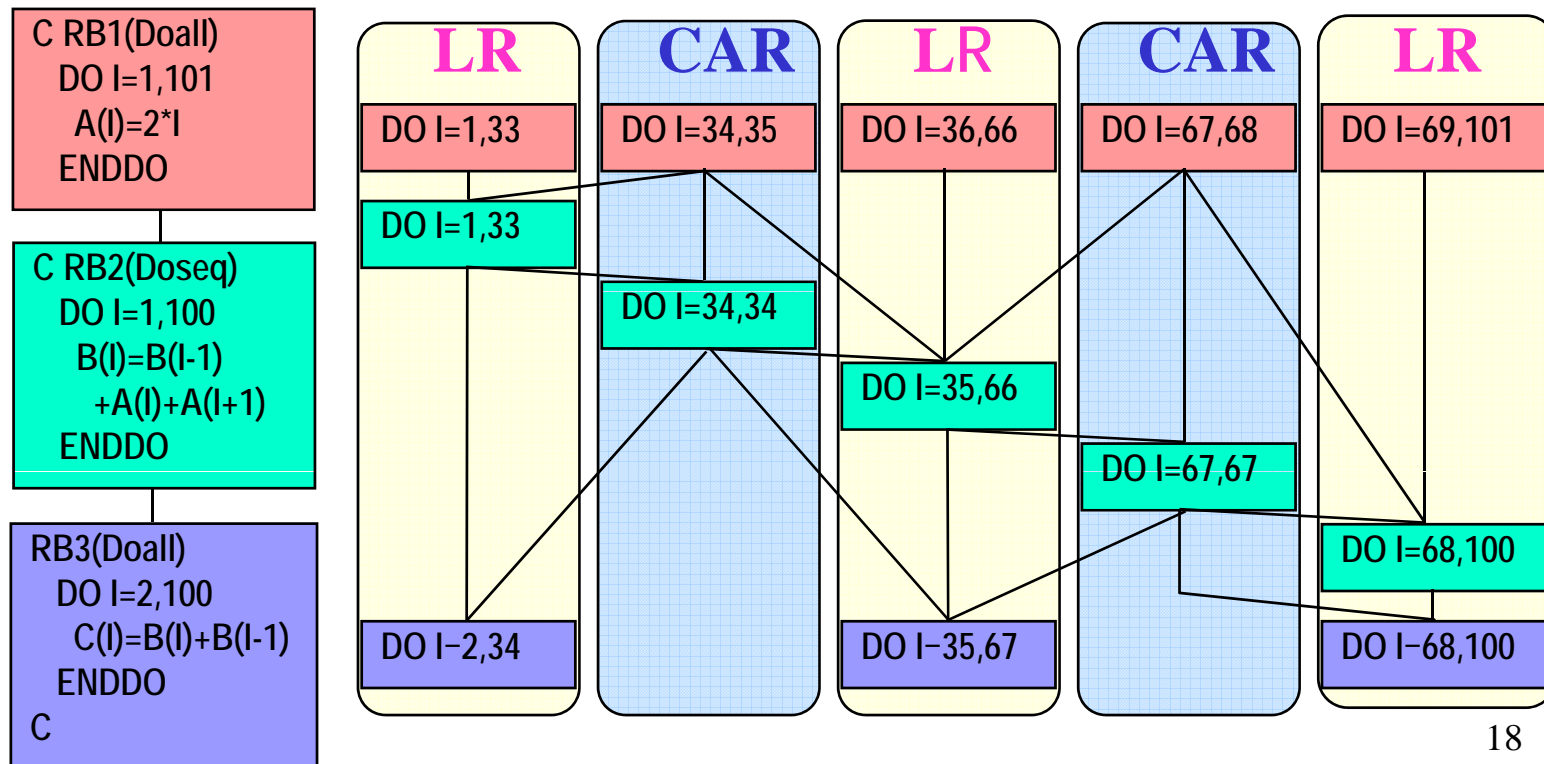 C RB1(Doall)
DO I=1,101
A(I)=2*I
ENDDO
C RB2(Doseq)
DO I=1,100
B(I)=B(I-1)
+A(I)+A(I+1)
ENDDO
RB3(Doall)
DO I=2,100
C(I)=B(I)+B(I-1)
ENDDO
C
LR
DO I=1,33
DO I=1,33
DO I−2,34
CAR
DO I=34,35
DO I=34,34
LR
DO I=36,66
DO I=35,66
DO I−35,67
CAR
DO I=67,68
DO I=67,67
LR
DO I=69,101
DO I=68,100
DO I−68,100
18